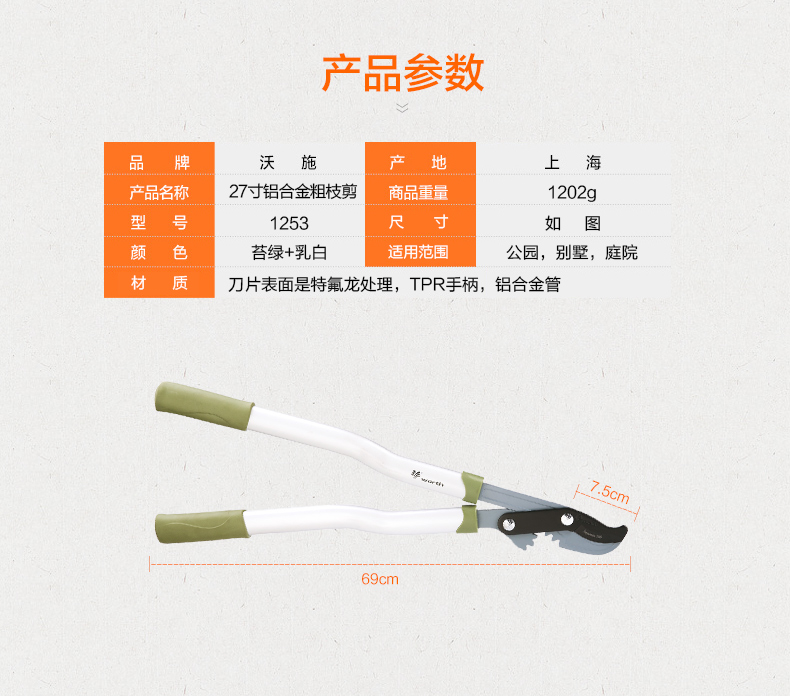 产品参数
品 牌 沃 施 产 地 上 海
产品名称 27寸铝合金粗枝剪 商品重量 1202g
型 号 1253 尺 寸 如 图
颜 色 苔绿+乳白 适用范围 公园，别墅，庭院
材 质 刀片表面是特氟龙处理，TPR手柄，铝合金管
worth
7.5cm
69cm